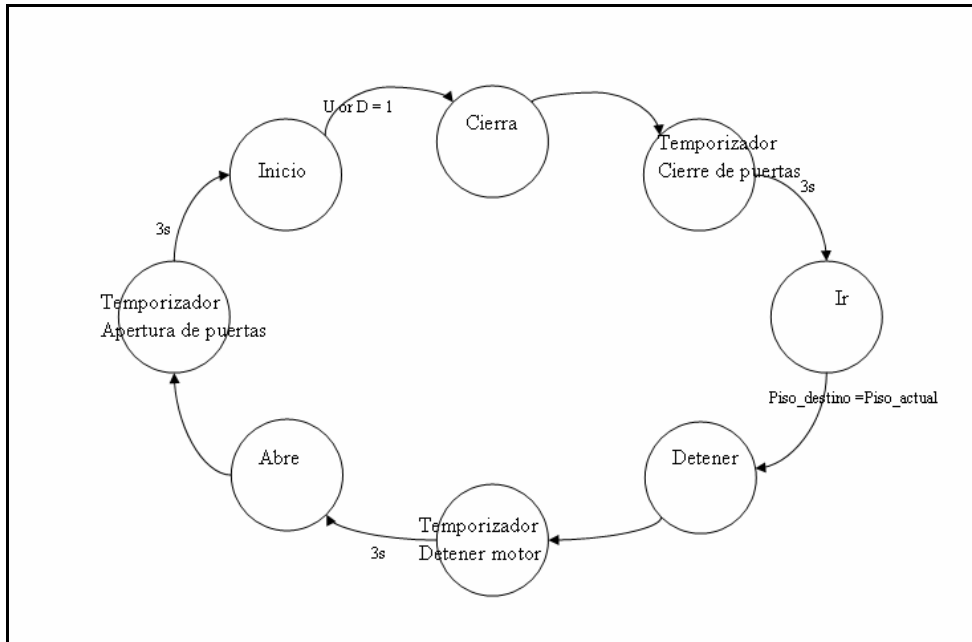 U or D = 1
Cierra
Inicio
Temporizador
Cierre de puertas
3s
3s
Temporizador
Apertura de puertas
Ir
Piso_destino =Piso_actual
Abre
Detener
Temporizador
Detener motor
3s